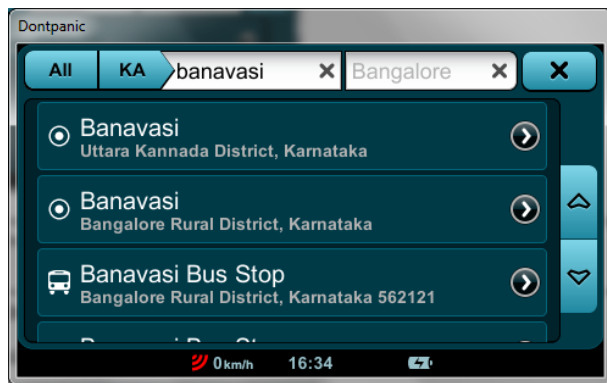 Dontpanic
All KA banavasi Bangalore
Banavasi
Uttara Kannada District, Karnataka
Banavasi
Bangalore Rural District, Karnataka
Banavasi Bus Stop
Bangalore Rural District, Karnataka 562121
0km/h 16:34